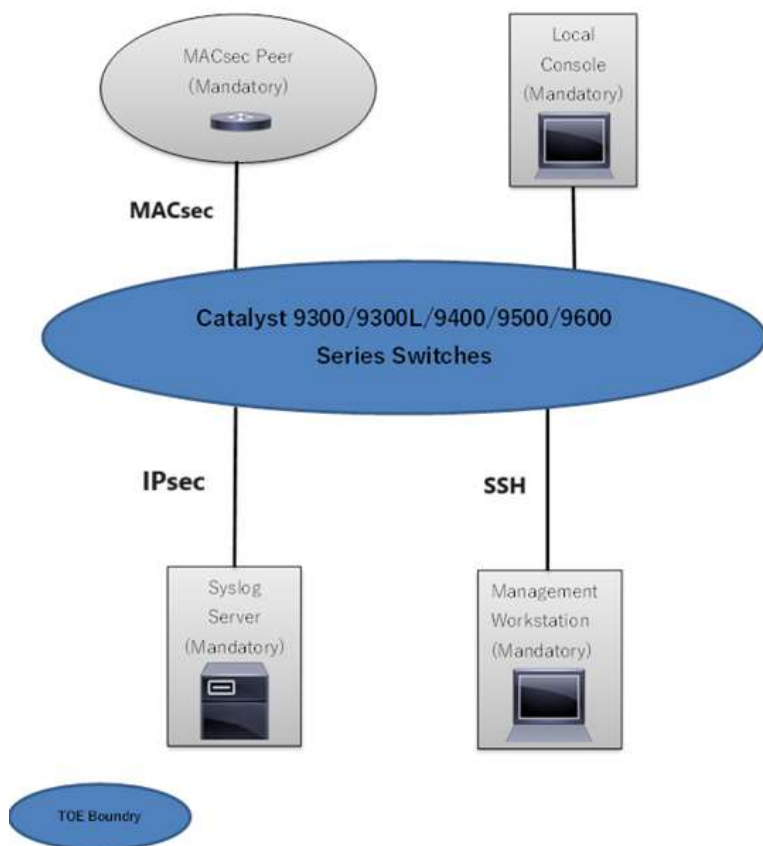 MACsec Peer
(Mandatory)
Local
Console
(Mandatory)
MACsec
Catalyst 9300/9300L/9400/9500/9600
Series Switches
IPsec
SSH
Syslog
Server
(Mandatory)
Management
Workstation
(Mandatory)
TOE Boundry